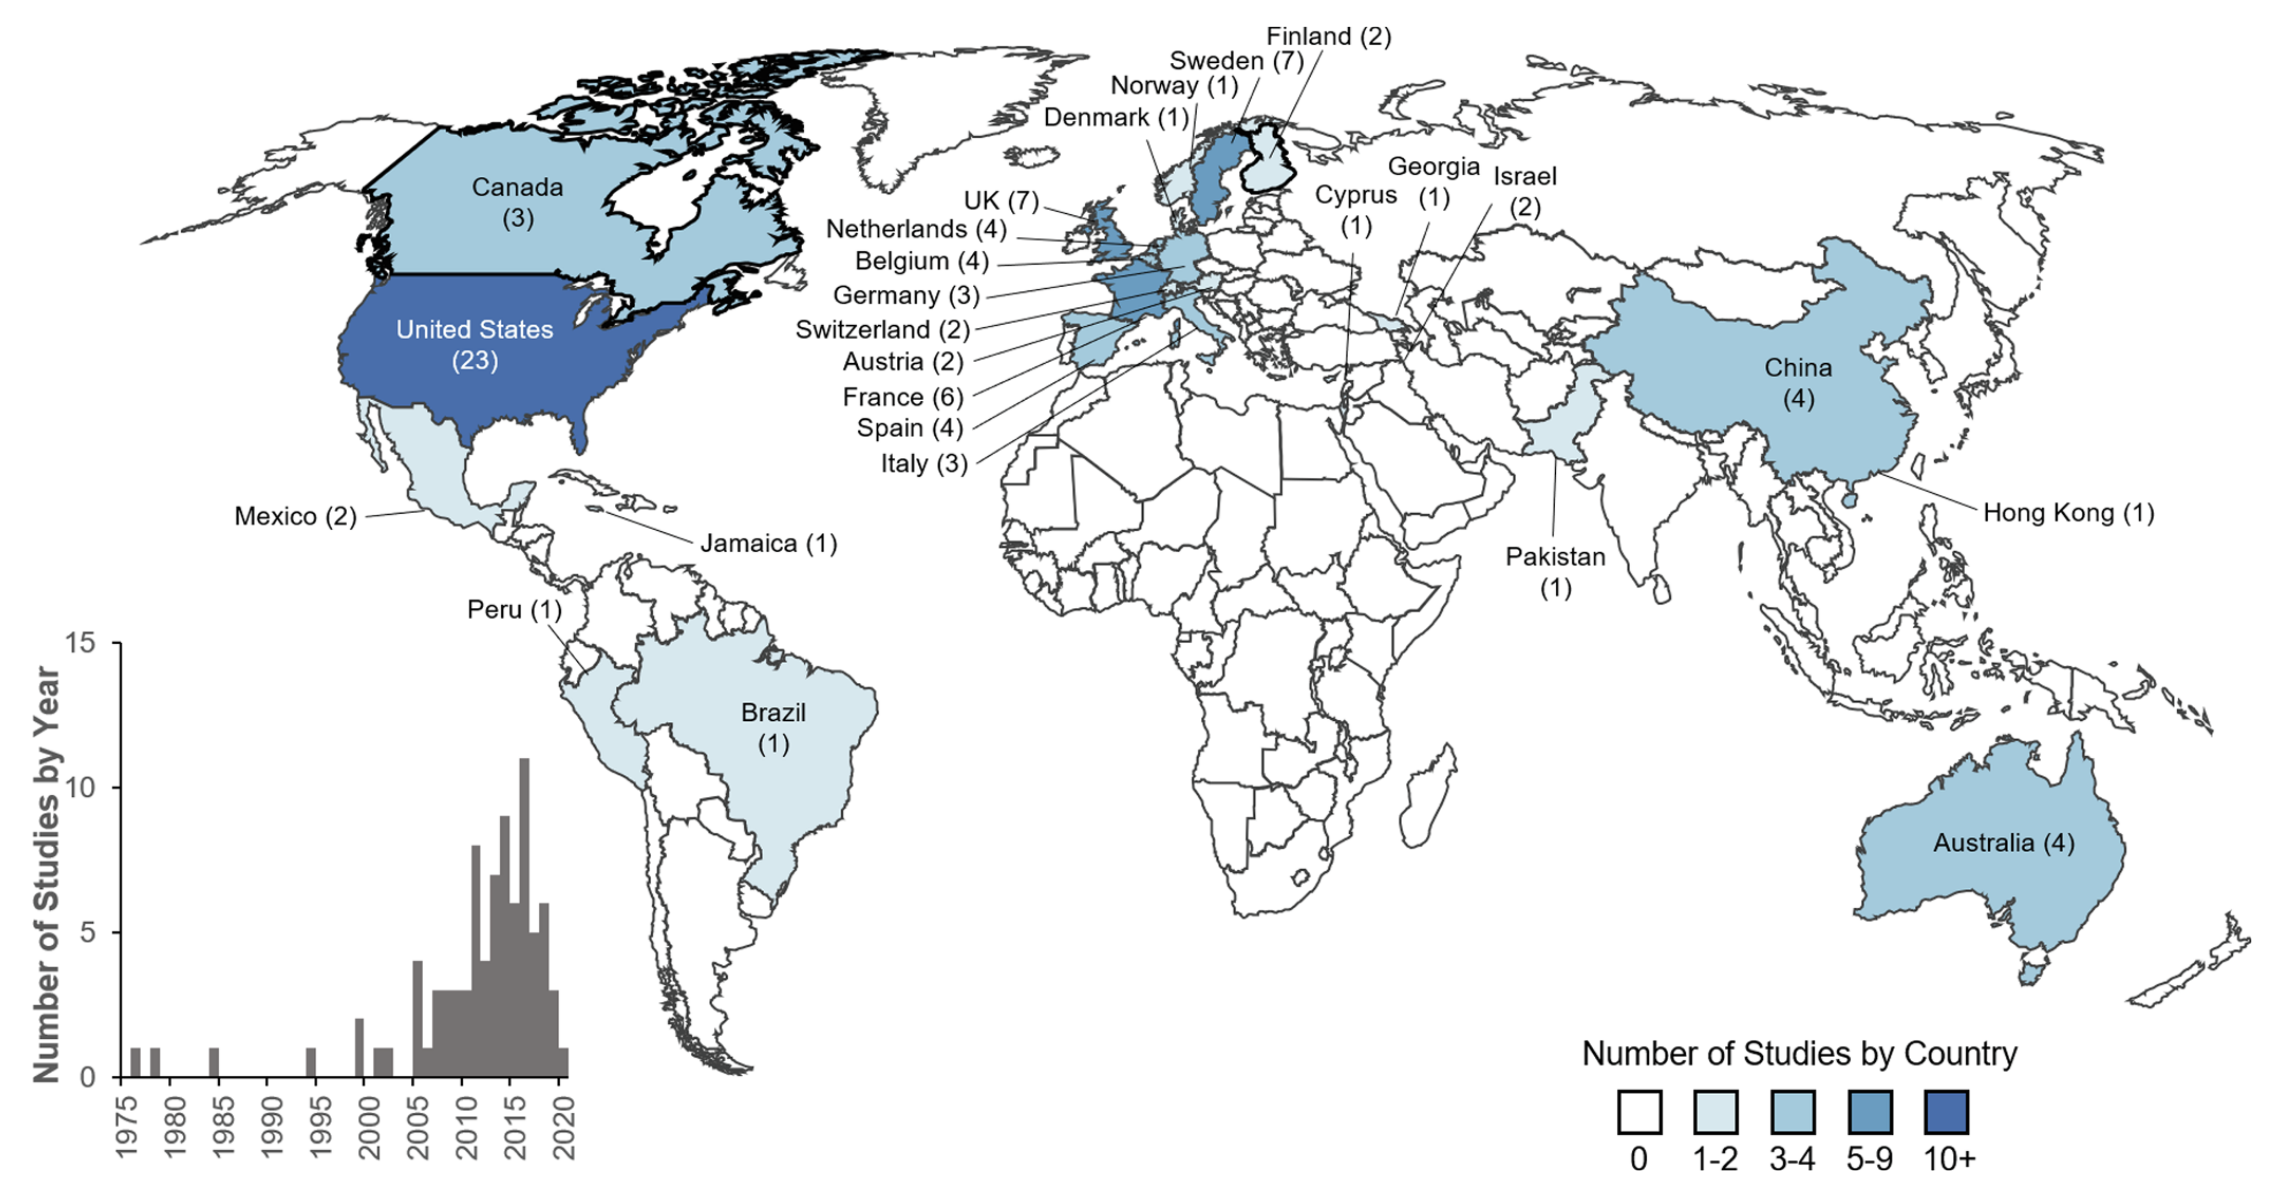 Finland (2)
Sweden (7)
Norway (1)
Denmark (1)
Georgia
(1)
Israel
(2)
Cyprus
(1)
Canada
(3)
UK (7)
Netherlands (4)
Belgium (4)
Germany (3)
Switzerland (2)
Austria (2)
France (6)
Spain (4)
Italy (3)
United States
(23)
China
(4)
Mexico (2)
Jamaica (1)
Hong Kong (1)
Pakistan
(1)
Peru (1)
Brazil
(1)
Australia (4)
Number of Studies by Year
15
10
5
0
1975
1980
1985
1990
1995
2000
2005
2010
2015
2020
Number of Studies by Country
0
1-2
3-4
5-9
10+